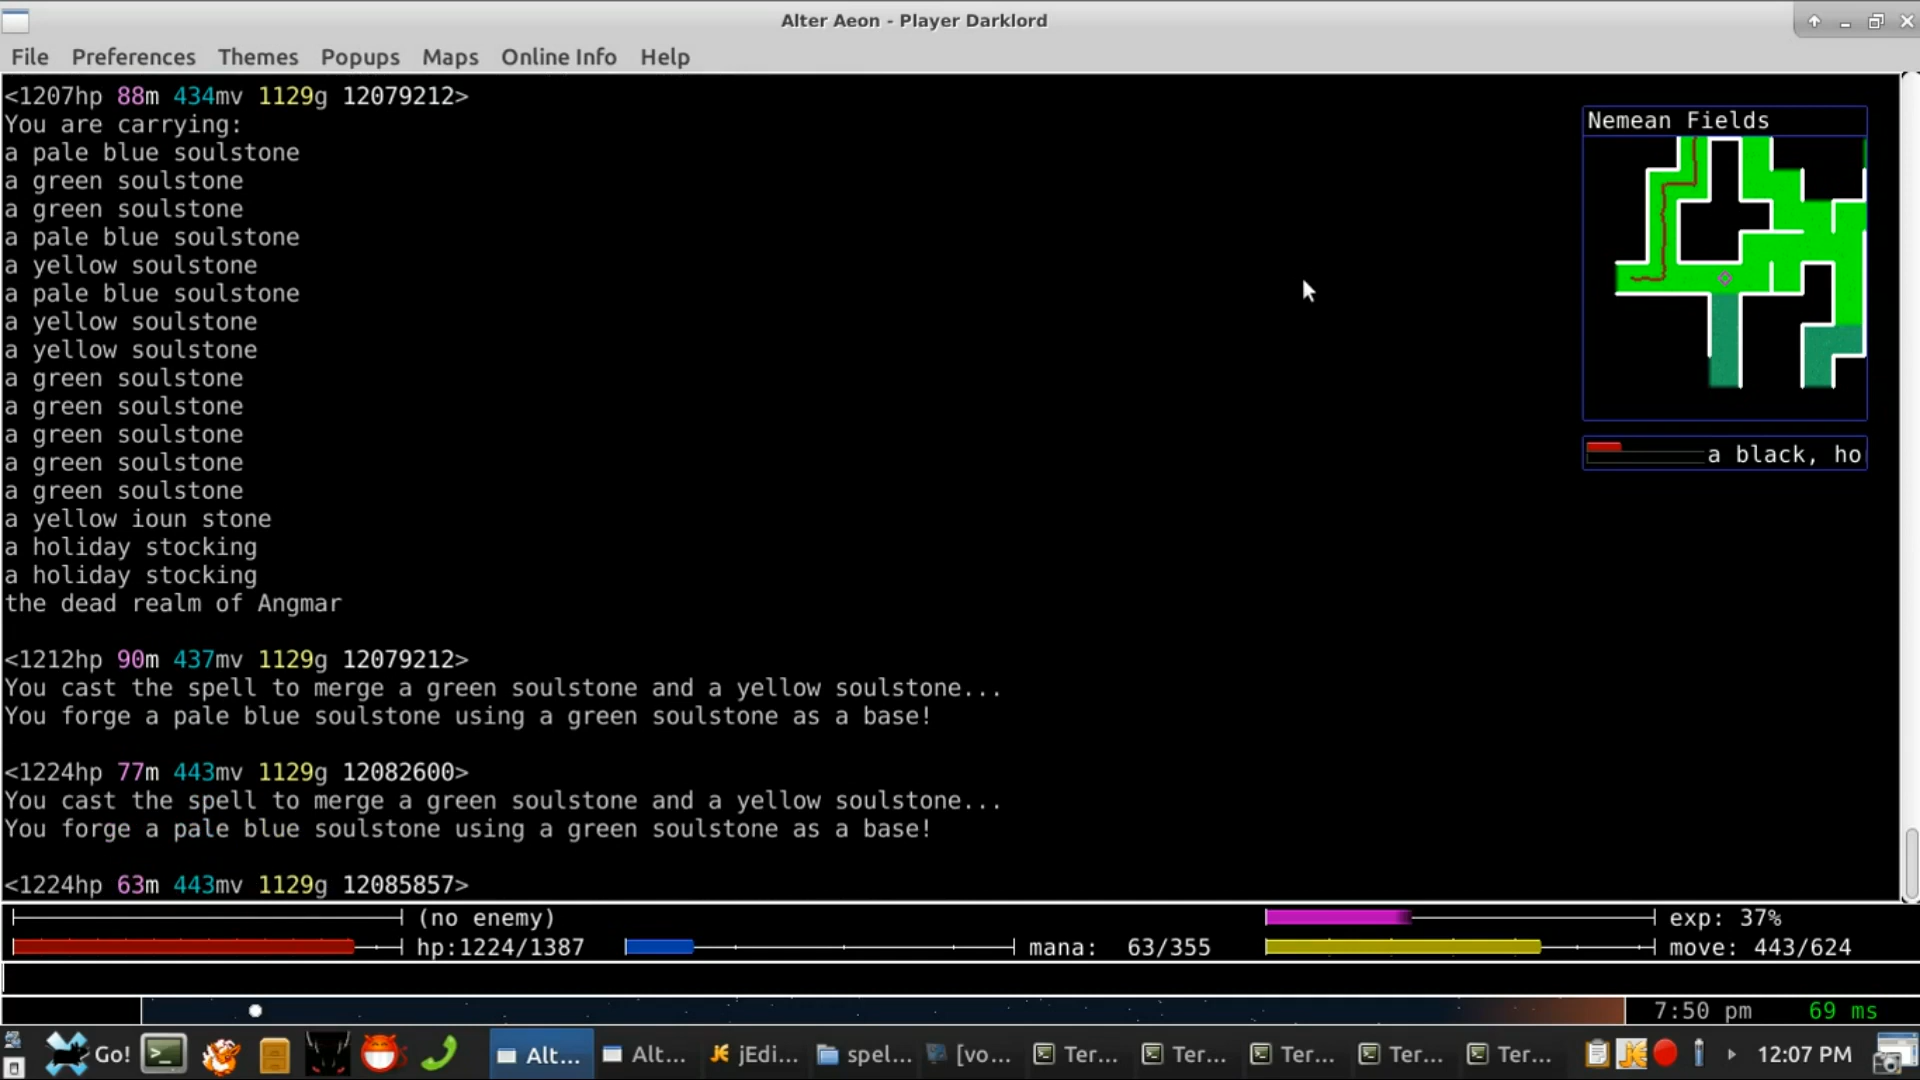 Alter Aeon - Player Darklord
File Preferences Themes Popups Maps Online Info Help
<1207hp 88m 434mv 1129g 12079212>
You are carrying:
a pale blue soulstone
a green soulstone
a green soulstone
a pale blue soulstone
a yellow soulstone
a pale blue soulstone
a yellow soulstone
a yellow soulstone
a green soulstone
a green soulstone
a green soulstone
a green soulstone
a green soulstone
a yellow ioun stone
a holiday stocking
a holiday stocking
the dead realm of Angmar
<1212hp 90m 437mv 1129g 12079212>
You cast the spell to merge a green soulstone and a yellow soulstone...
You forge a pale blue soulstone using a green soulstone as a base!
<1224hp 77m 443mv 1129g 12082600>
You cast the spell to merge a green soulstone and a yellow soulstone...
You forge a pale blue soulstone using a green soulstone as a base!
<1224hp 63m 443mv 1129g 12085857>
Nemean Fields
a black, ho
(no enemy) exp: 37%
hp:1224/1387 mana: 63/355 move: 443/624
7:50 pm 69 ms
Go! Alt... Alt... jEdi... spel... [vo... Ter... Ter... Ter... Ter... Ter... 12:07 PM